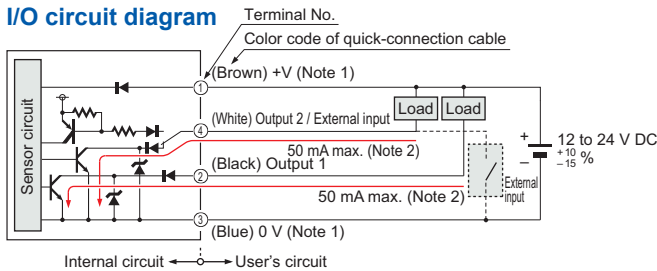 I/O circuit diagram
Terminal No.
Color code of quick-connection cable
(Brown) +V (Note 1)
1
Load
Load
(White) Output 2 / External input
4
50 mA max. (Note 2)
+
12 to 24 V DC
+10
–15 %
–
Sensor circuit
(Black) Output 1
2
50 mA max. (Note 2)
External
input
3
(Blue) 0 V (Note 1)
Internal circuit
User's circuit